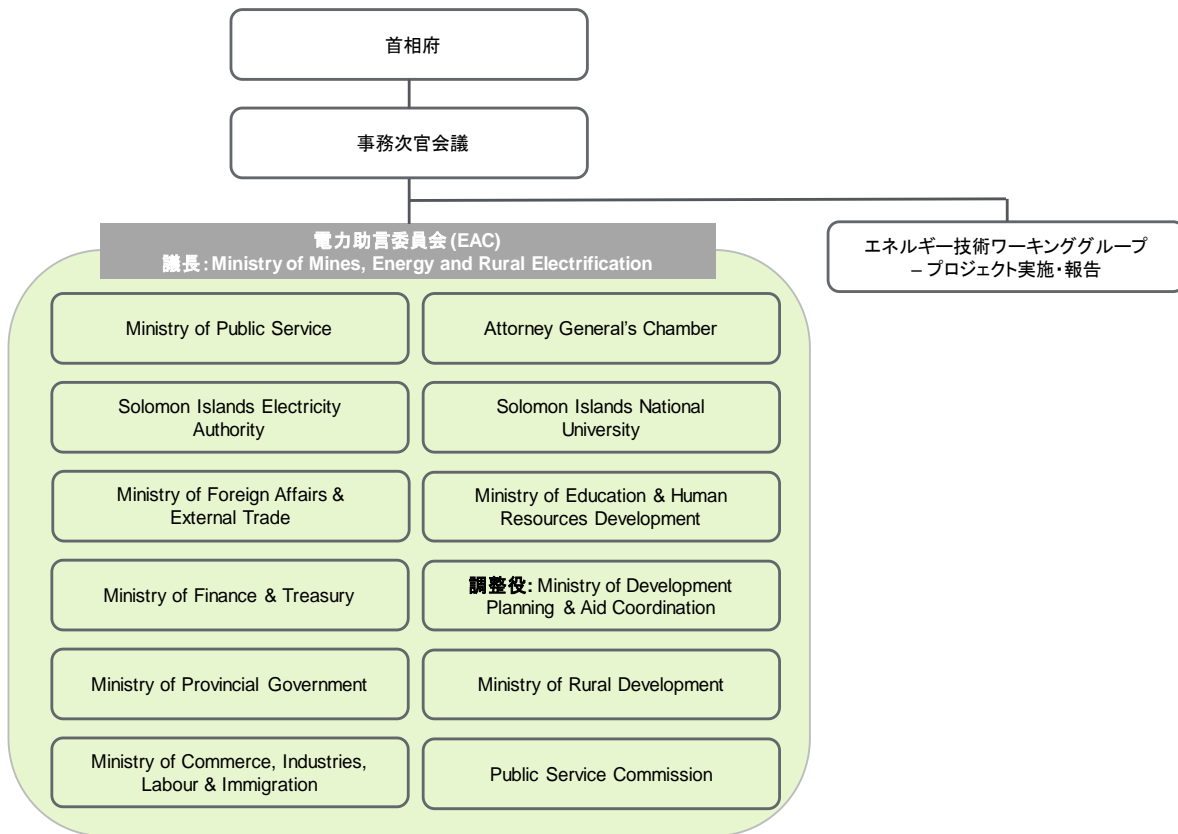 首相府
事務次官会議
電力助言委員会 (EAC)
議長：Ministry of Mines, Energy and Rural Electrification
エネルギー技術ワーキンググループ
– プロジェクト実施・報告
Ministry of Public Service
Attorney General’s Chamber
Solomon Islands Electricity
Authority
Solomon Islands National
University
Ministry of Foreign Affairs &
External Trade
Ministry of Education & Human
Resources Development
Ministry of Finance & Treasury
調整役: Ministry of Development
Planning & Aid Coordination
Ministry of Provincial Government
Ministry of Rural Development
Ministry of Commerce, Industries,
Labour & Immigration
Public Service Commission